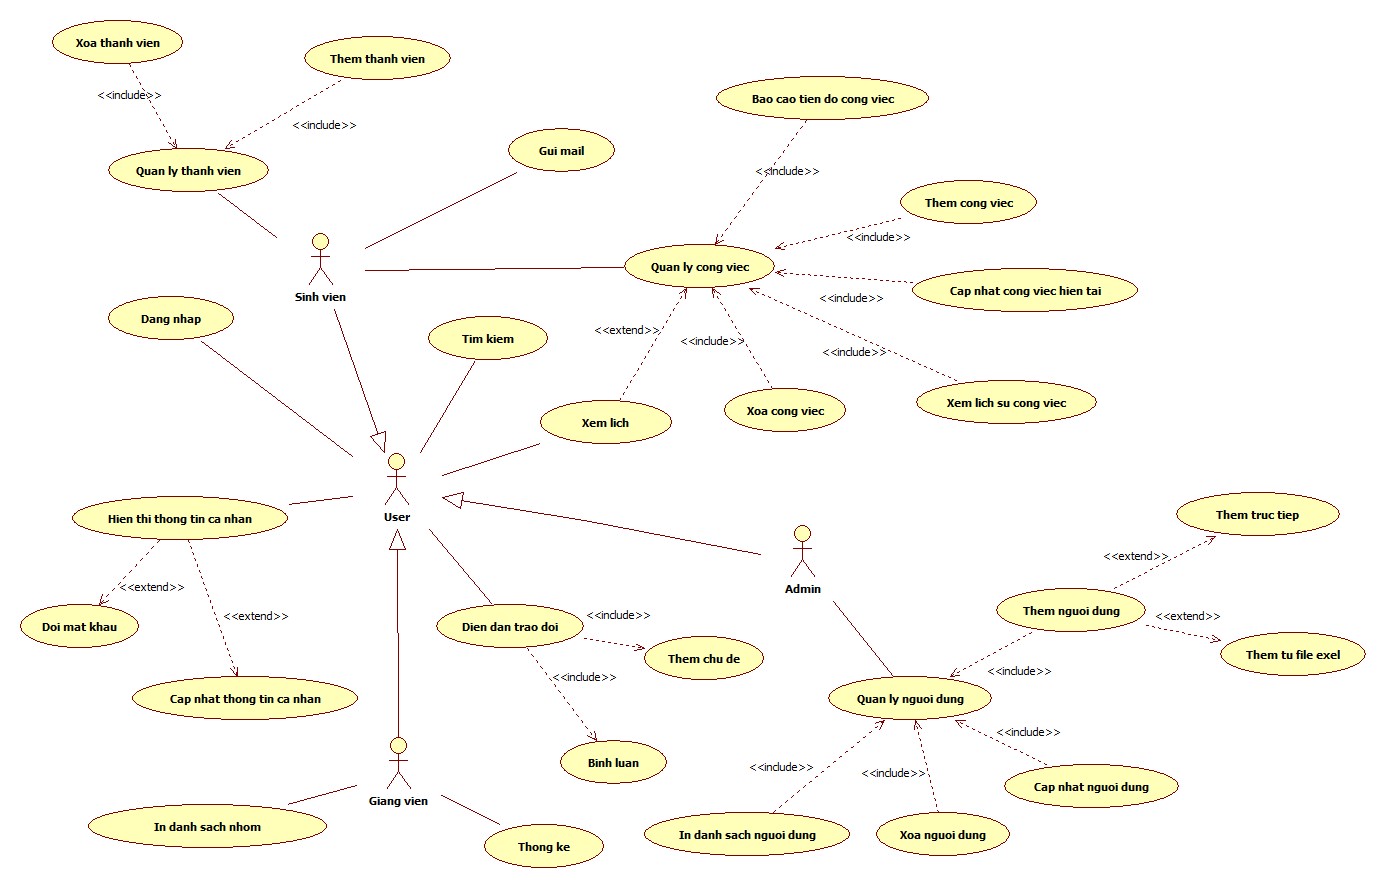 Xoa thanh vien
Them thanh vien
<<include>>
<<include>>
Quan ly thanh vien
Gui mail
Bao cao tien do cong viec
<<include>>
Them cong viec
<<include>>
Sinh vien
Quan ly cong viec
Cap nhat cong viec hien tai
<<include>>
Dang nhap
Tim kiem
<<extend>>
<<include>>
<<include>>
Xem lich
Xoa cong viec
Xem lich su cong viec
User
Hien thi thong tin ca nhan
Them truc tiep
<<extend>>
Admin
<<extend>>
<<extend>>
Doi mat khau
Cap nhat thong tin ca nhan
Dien dan trao doi
<<include>>
Them chu de
<<include>>
Binh luan
Them nguoi dung
<<extend>>
Them tu file exel
<<include>>
Quan ly nguoi dung
<<include>>
<<include>>
<<include>>
Cap nhat nguoi dung
Giang vien
In danh sach nhom
Thong ke
In danh sach nguoi dung
Xoa nguoi dung